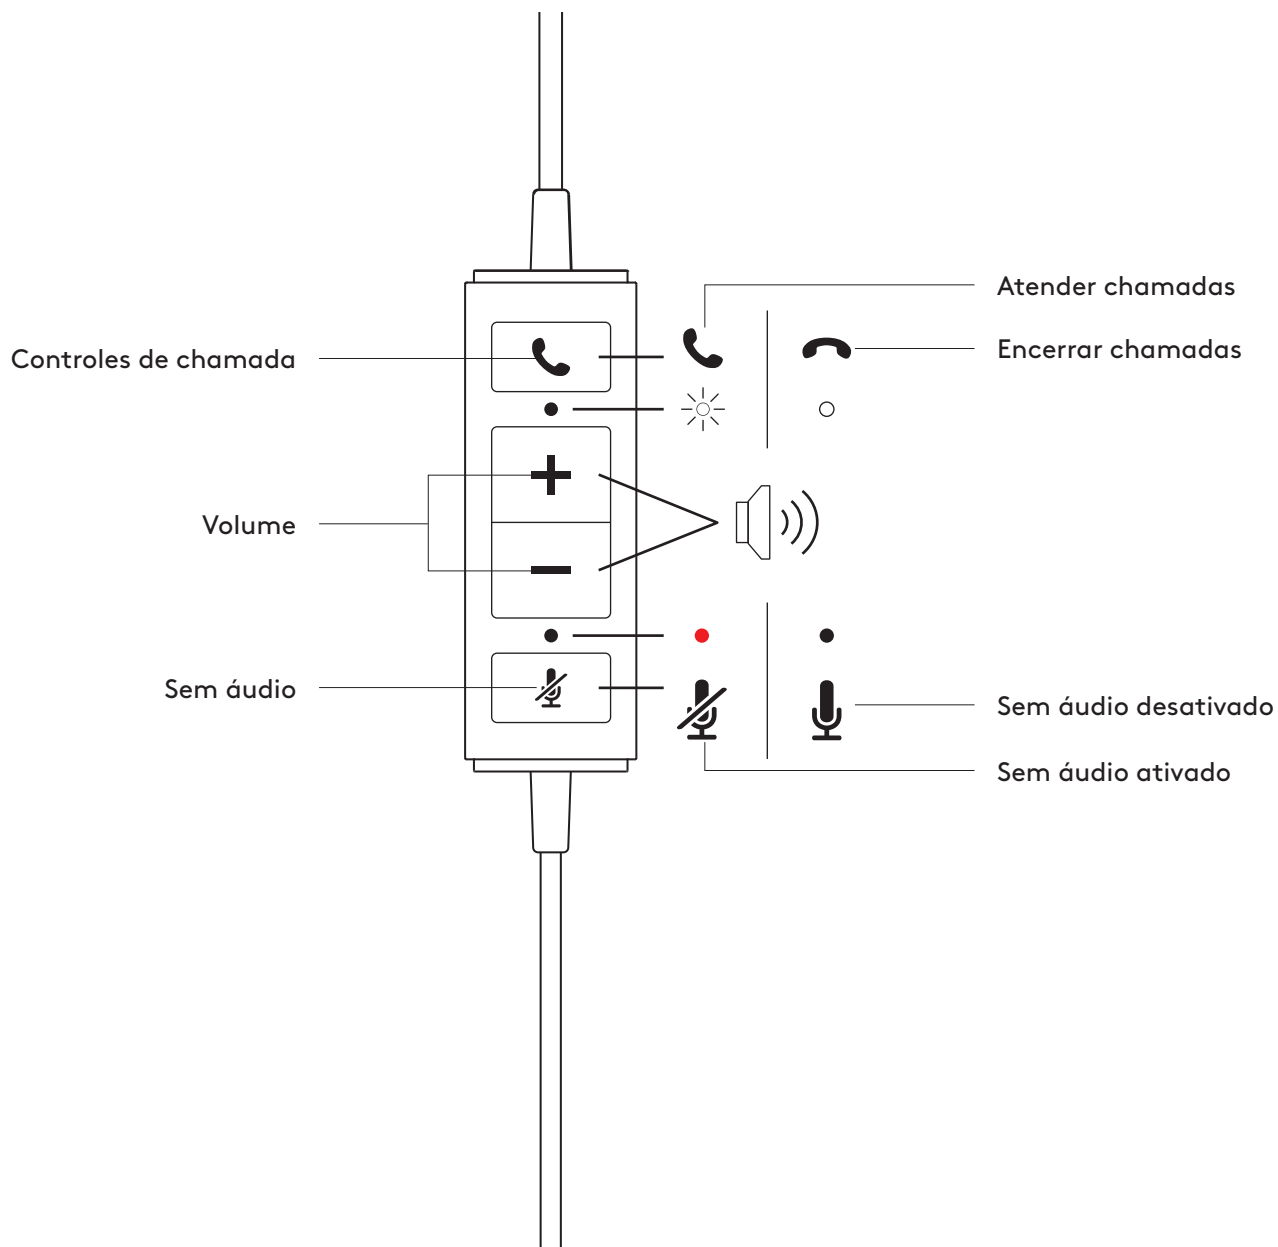 Atender chamadas
Controles de chamada
Encerrar chamadas
Volume
Sem áudio
Sem áudio desativado
Sem áudio ativado